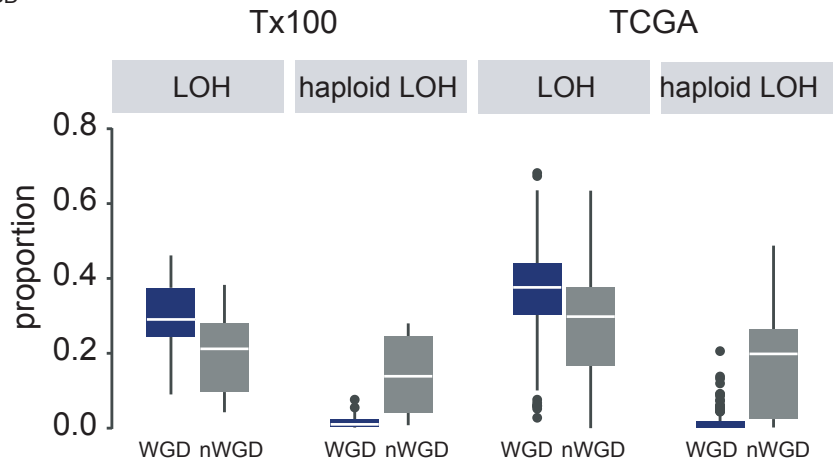 Tx100 TCGA
LOH haploid LOH LOH haploid LOH
proportion
0.8
0.6
0.4
0.2
0.0
WGD nWGD WGD nWGD WGD nWGD WGD nWGD